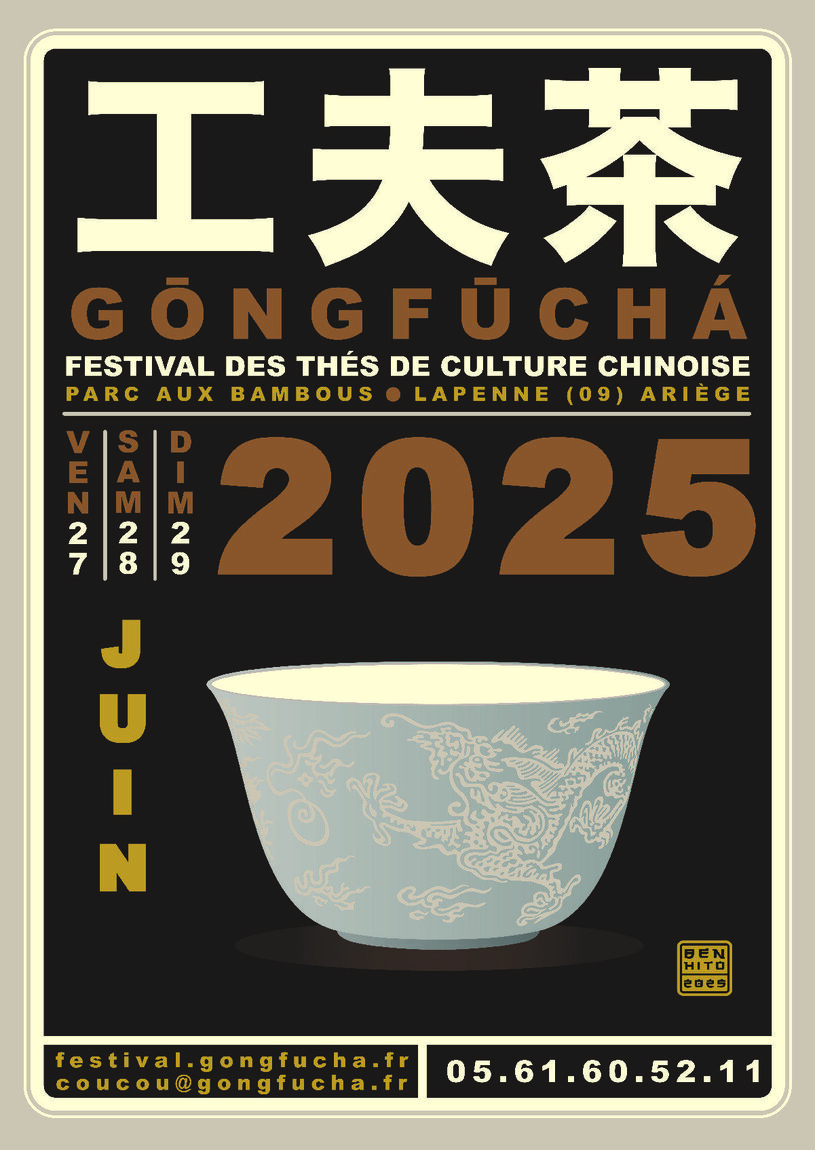 工夫茶
GŌNGFŪCHÁ
FESTIVAL DES THÉS DE CULTURE CHINOISE
PARC AUX BAMBOUS ● LAPENNE (09) ARIÈGE
VEN 27
SAM 28
DIM 29
2025
JUIN
BEN
HITO
2025
festival.gongfucha.fr
coucou@gongfucha.fr
05.61.60.52.11